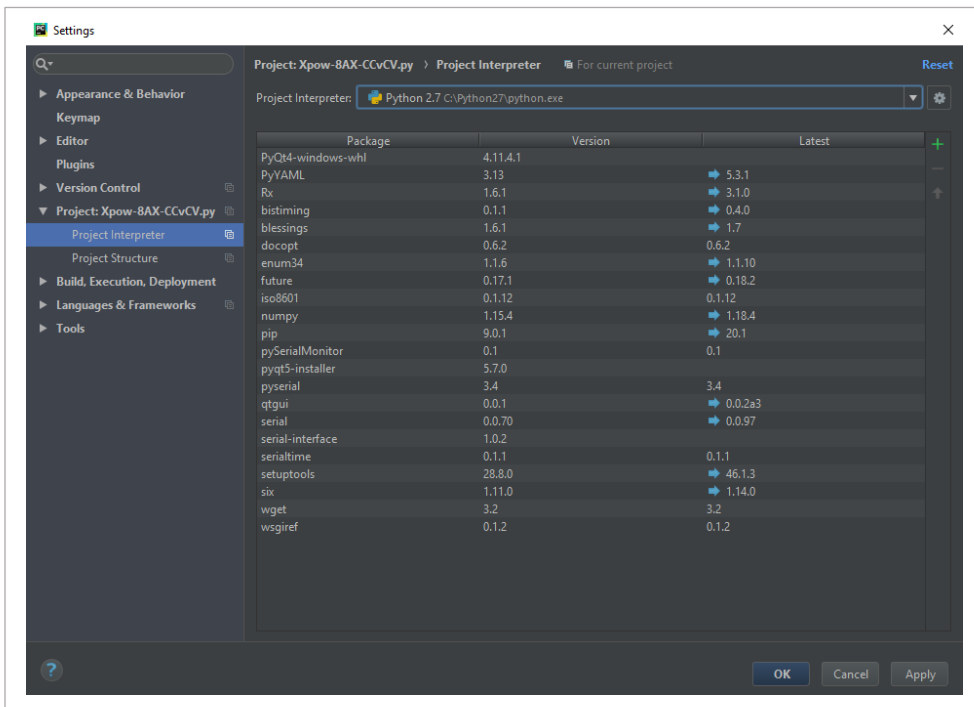 PC Settings
Project: Xpow-8AX-CCvCV.py › Project Interpreter For current project Reset
Appearance & Behavior
Keymap
Editor
Plugins
Version Control
Project: Xpow-8AX-CCvCV.py
Project Interpreter
Project Structure
Build, Execution, Deployment
Languages & Frameworks
Tools
Project Interpreter: Python 2.7 C:\Python27\python.exe
Package Version Latest
PyQt4-windows-whl 4.11.4.1
PyYAML 3.13 5.3.1
Rx 1.6.1 3.1.0
bistiming 0.1.1 0.4.0
blessings 1.6.1 1.7
docopt 0.6.2 0.6.2
enum34 1.1.6 1.1.10
future 0.17.1 0.18.2
iso8601 0.1.12 0.1.12
numpy 1.15.4 1.18.4
pip 9.0.1 20.1
pySerialMonitor 0.1 0.1
pyqt5-installer 5.7.0
pyserial 3.4 3.4
qtgui 0.0.1 0.0.2a3
serial 0.0.70 0.0.97
serial-interface 1.0.2
serialtime 0.1.1 0.1.1
setuptools 28.8.0 46.1.3
six 1.11.0 1.14.0
wget 3.2 3.2
wsgiref 0.1.2 0.1.2
? OK Cancel Apply